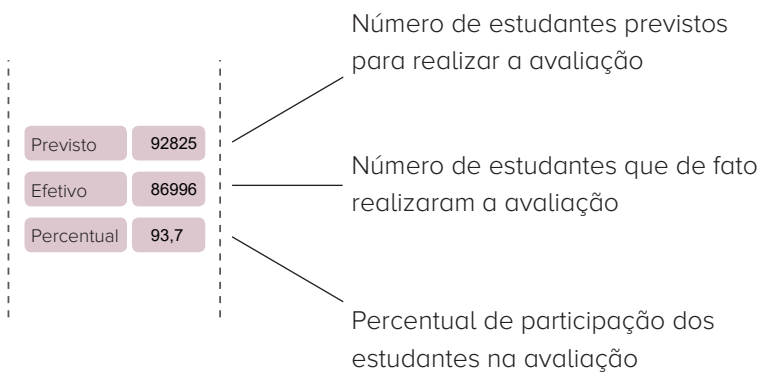 Número de estudantes previstos
para realizar a avaliação
Previsto 92825
Efetivo 86996
Percentual 93,7
Número de estudantes que de fato
realizaram a avaliação
Percentual de participação dos
estudantes na avaliação